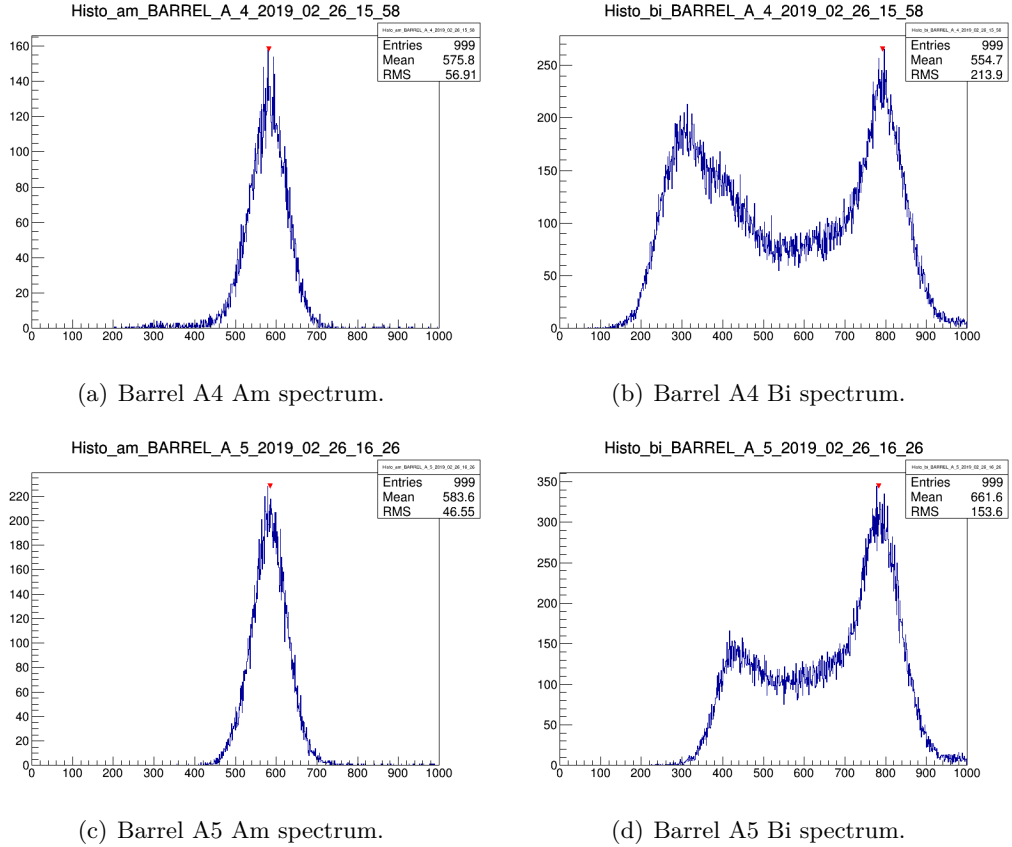 Histo_am_BARREL_A_4_2019_02_26_15_58
Histo_am_BARREL_A_4_2019_02_26_15_58
Entries 999
Mean 575.8
RMS 56.91
160
140
120
100
80
60
40
20
0
0 100 200 300 400 500 600 700 800 900 1000
(a) Barrel A4 Am spectrum.
Histo_bi_BARREL_A_4_2019_02_26_15_58
Histo_bi_BARREL_A_4_2019_02_26_15_58
Entries 999
Mean 554.7
RMS 213.9
250
200
150
100
50
0
0 100 200 300 400 500 600 700 800 900 1000
(b) Barrel A4 Bi spectrum.
Histo_am_BARREL_A_5_2019_02_26_16_26
Histo_am_BARREL_A_5_2019_02_26_16_26
Entries 999
Mean 583.6
RMS 46.55
220
200
180
160
140
120
100
80
60
40
20
0
0 100 200 300 400 500 600 700 800 900 1000
(c) Barrel A5 Am spectrum.
Histo_bi_BARREL_A_5_2019_02_26_16_26
Histo_bi_BARREL_A_5_2019_02_26_16_26
Entries 999
Mean 661.6
RMS 153.6
350
300
250
200
150
100
50
0
0 100 200 300 400 500 600 700 800 900 1000
(d) Barrel A5 Bi spectrum.